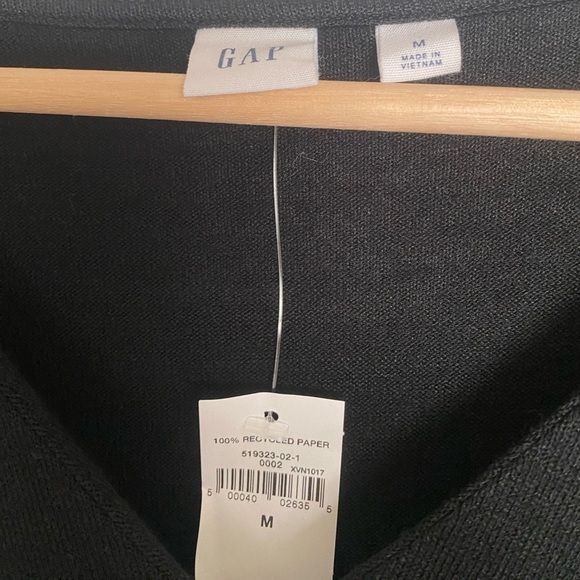 GAP
M
MADE IN
VIETNAM
100% RECYCLED PAPER
519323-02-1
0002 XVN1017
5 00040 02635 5
M